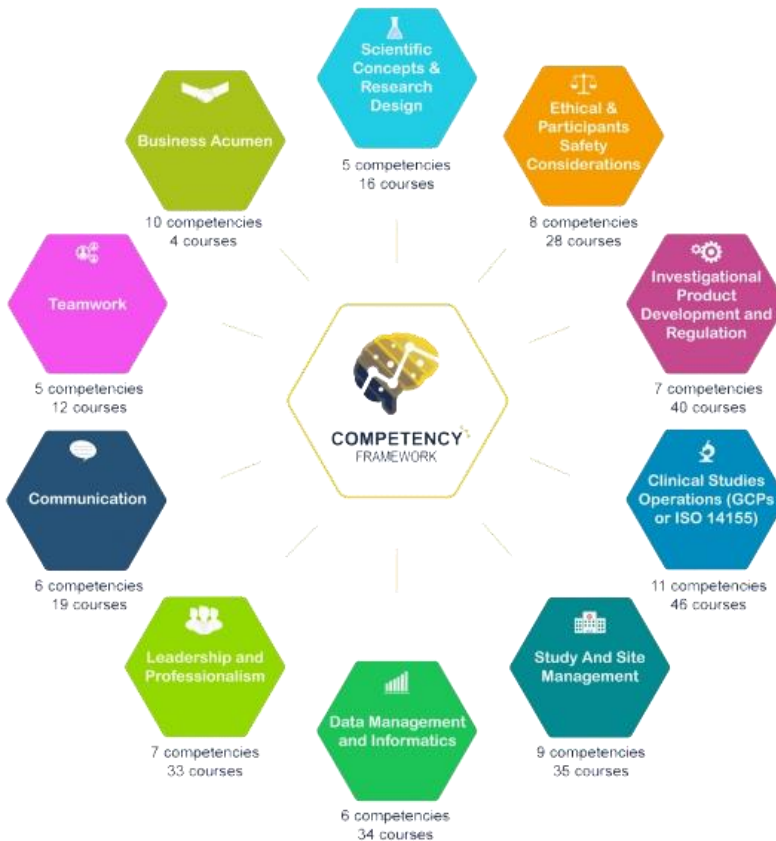 Scientific
Concepts &
Research
Design
5 competencies
16 courses
Ethical &
Participants
Safety
Considerations
8 competencies
28 courses
Investigational
Product
Development and
Regulation
7 competencies
40 courses
Clinical Studies
Operations (GCPs
or ISO 14155)
11 competencies
46 courses
Study And Site
Management
9 competencies
35 courses
Data Management
and Informatics
6 competencies
34 courses
Leadership and
Professionalism
7 competencies
33 courses
Communication
6 competencies
19 courses
Teamwork
5 competencies
12 courses
Business Acumen
10 competencies
4 courses
COMPETENCY
FRAMEWORK